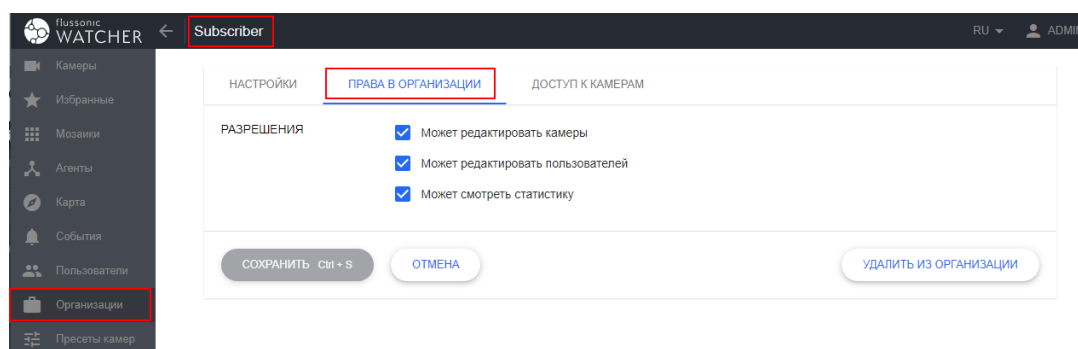 flussonic
WATCHER
Subscriber
RU
ADMI
Камеры
Избранные
Мозаики
Агенты
Карта
События
Пользователи
Организации
Пресеты камер
НАСТРОЙКИ
ПРАВА В ОРГАНИЗАЦИИ
ДОСТУП К КАМЕРАМ
РАЗРЕШЕНИЯ
Может редактировать камеры
Может редактировать пользователей
Может смотреть статистику
СОХРАНИТЬ Ctrl + S
ОТМЕНА
УДАЛИТЬ ИЗ ОРГАНИЗАЦИИ